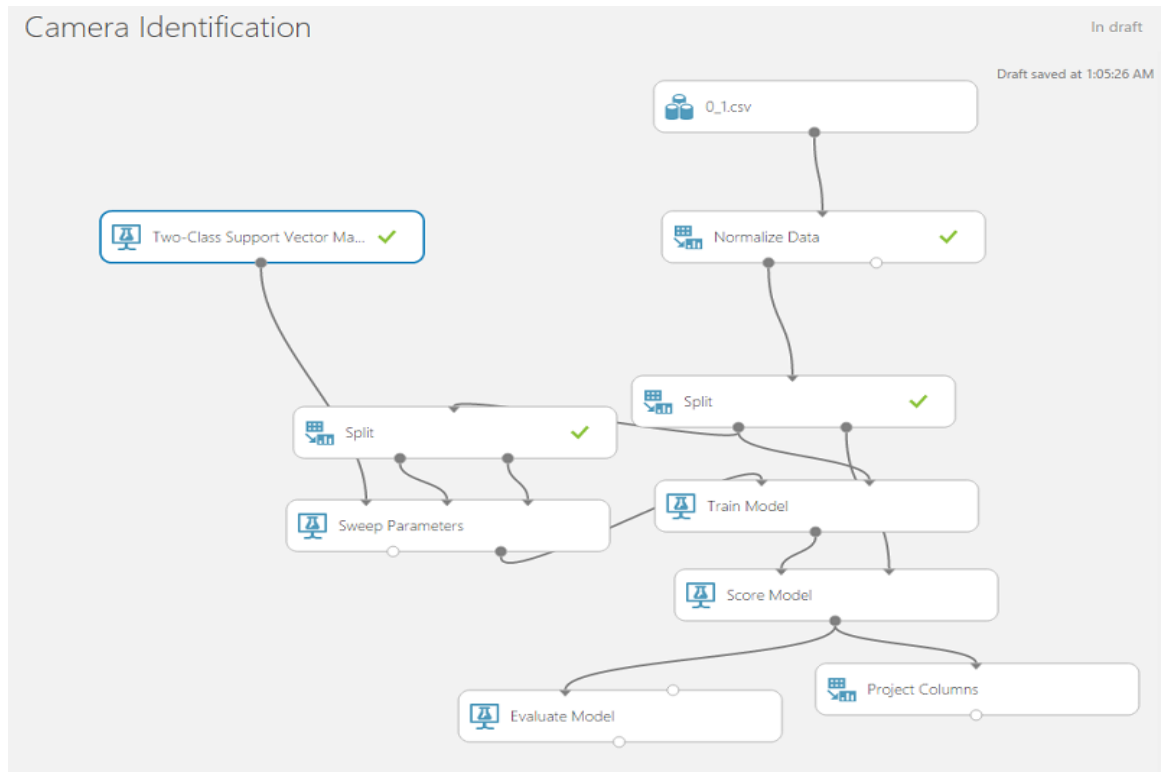 Camera Identification
In draft
Draft saved at 1:05:26 AM
0_1.csv
Two-Class Support Vector Ma...
Normalize Data
Split
Split
Train Model
Sweep Parameters
Score Model
Project Columns
Evaluate Model